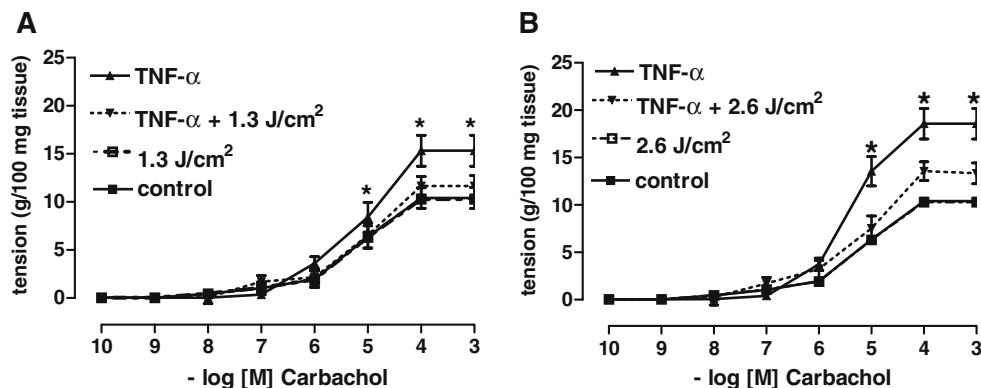 A
tension (g/100 mg tissue)
25
20
15
10
5
0
TNF-α
TNF-α + 1.3 J/cm²
1.3 J/cm²
control
*
*
*
10 9 8 7 6 5 4 3
- log [M] Carbachol
B
tension (g/100 mg tissue)
25
20
15
10
5
0
TNF-α
TNF-α + 2.6 J/cm²
2.6 J/cm²
control
*
*
*
10 9 8 7 6 5 4 3
- log [M] Carbachol